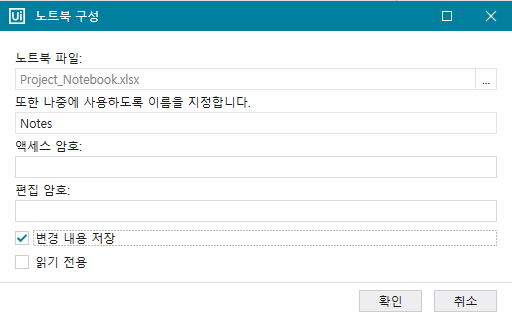 Ui 노트북 구성
노트북 파일:
Project_Notebook.xlsx ...
또한 나중에 사용하도록 이름을 지정합니다.
Notes
액세스 암호:
편집 암호:
변경 내용 저장
읽기 전용
확인 취소